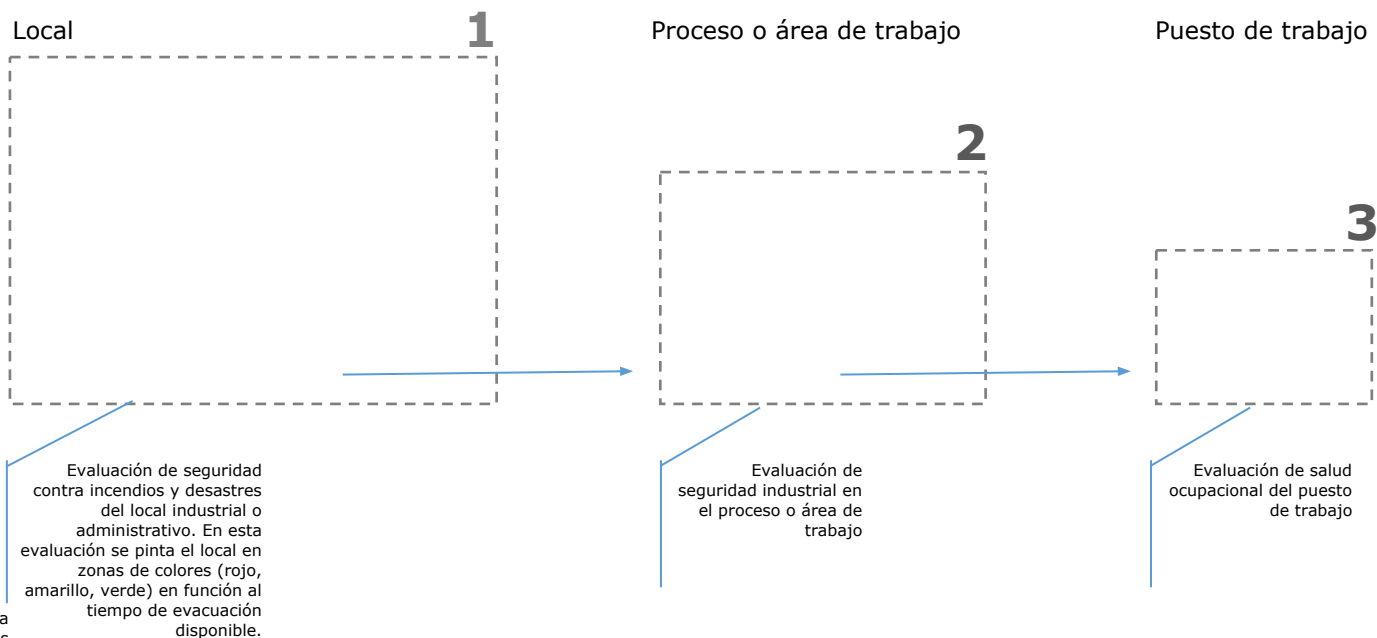 Local
1
Proceso o área de trabajo
2
Puesto de trabajo
3
Evaluación de seguridad
contra incendios y desastres
del local industrial o
administrativo. En esta
evaluación se pinta el local en
zonas de colores (rojo,
amarillo, verde) en función al
tiempo de evacuación
disponible.
Evaluación de
seguridad industrial en
el proceso o área de
trabajo
Evaluación de salud
ocupacional del puesto
de trabajo